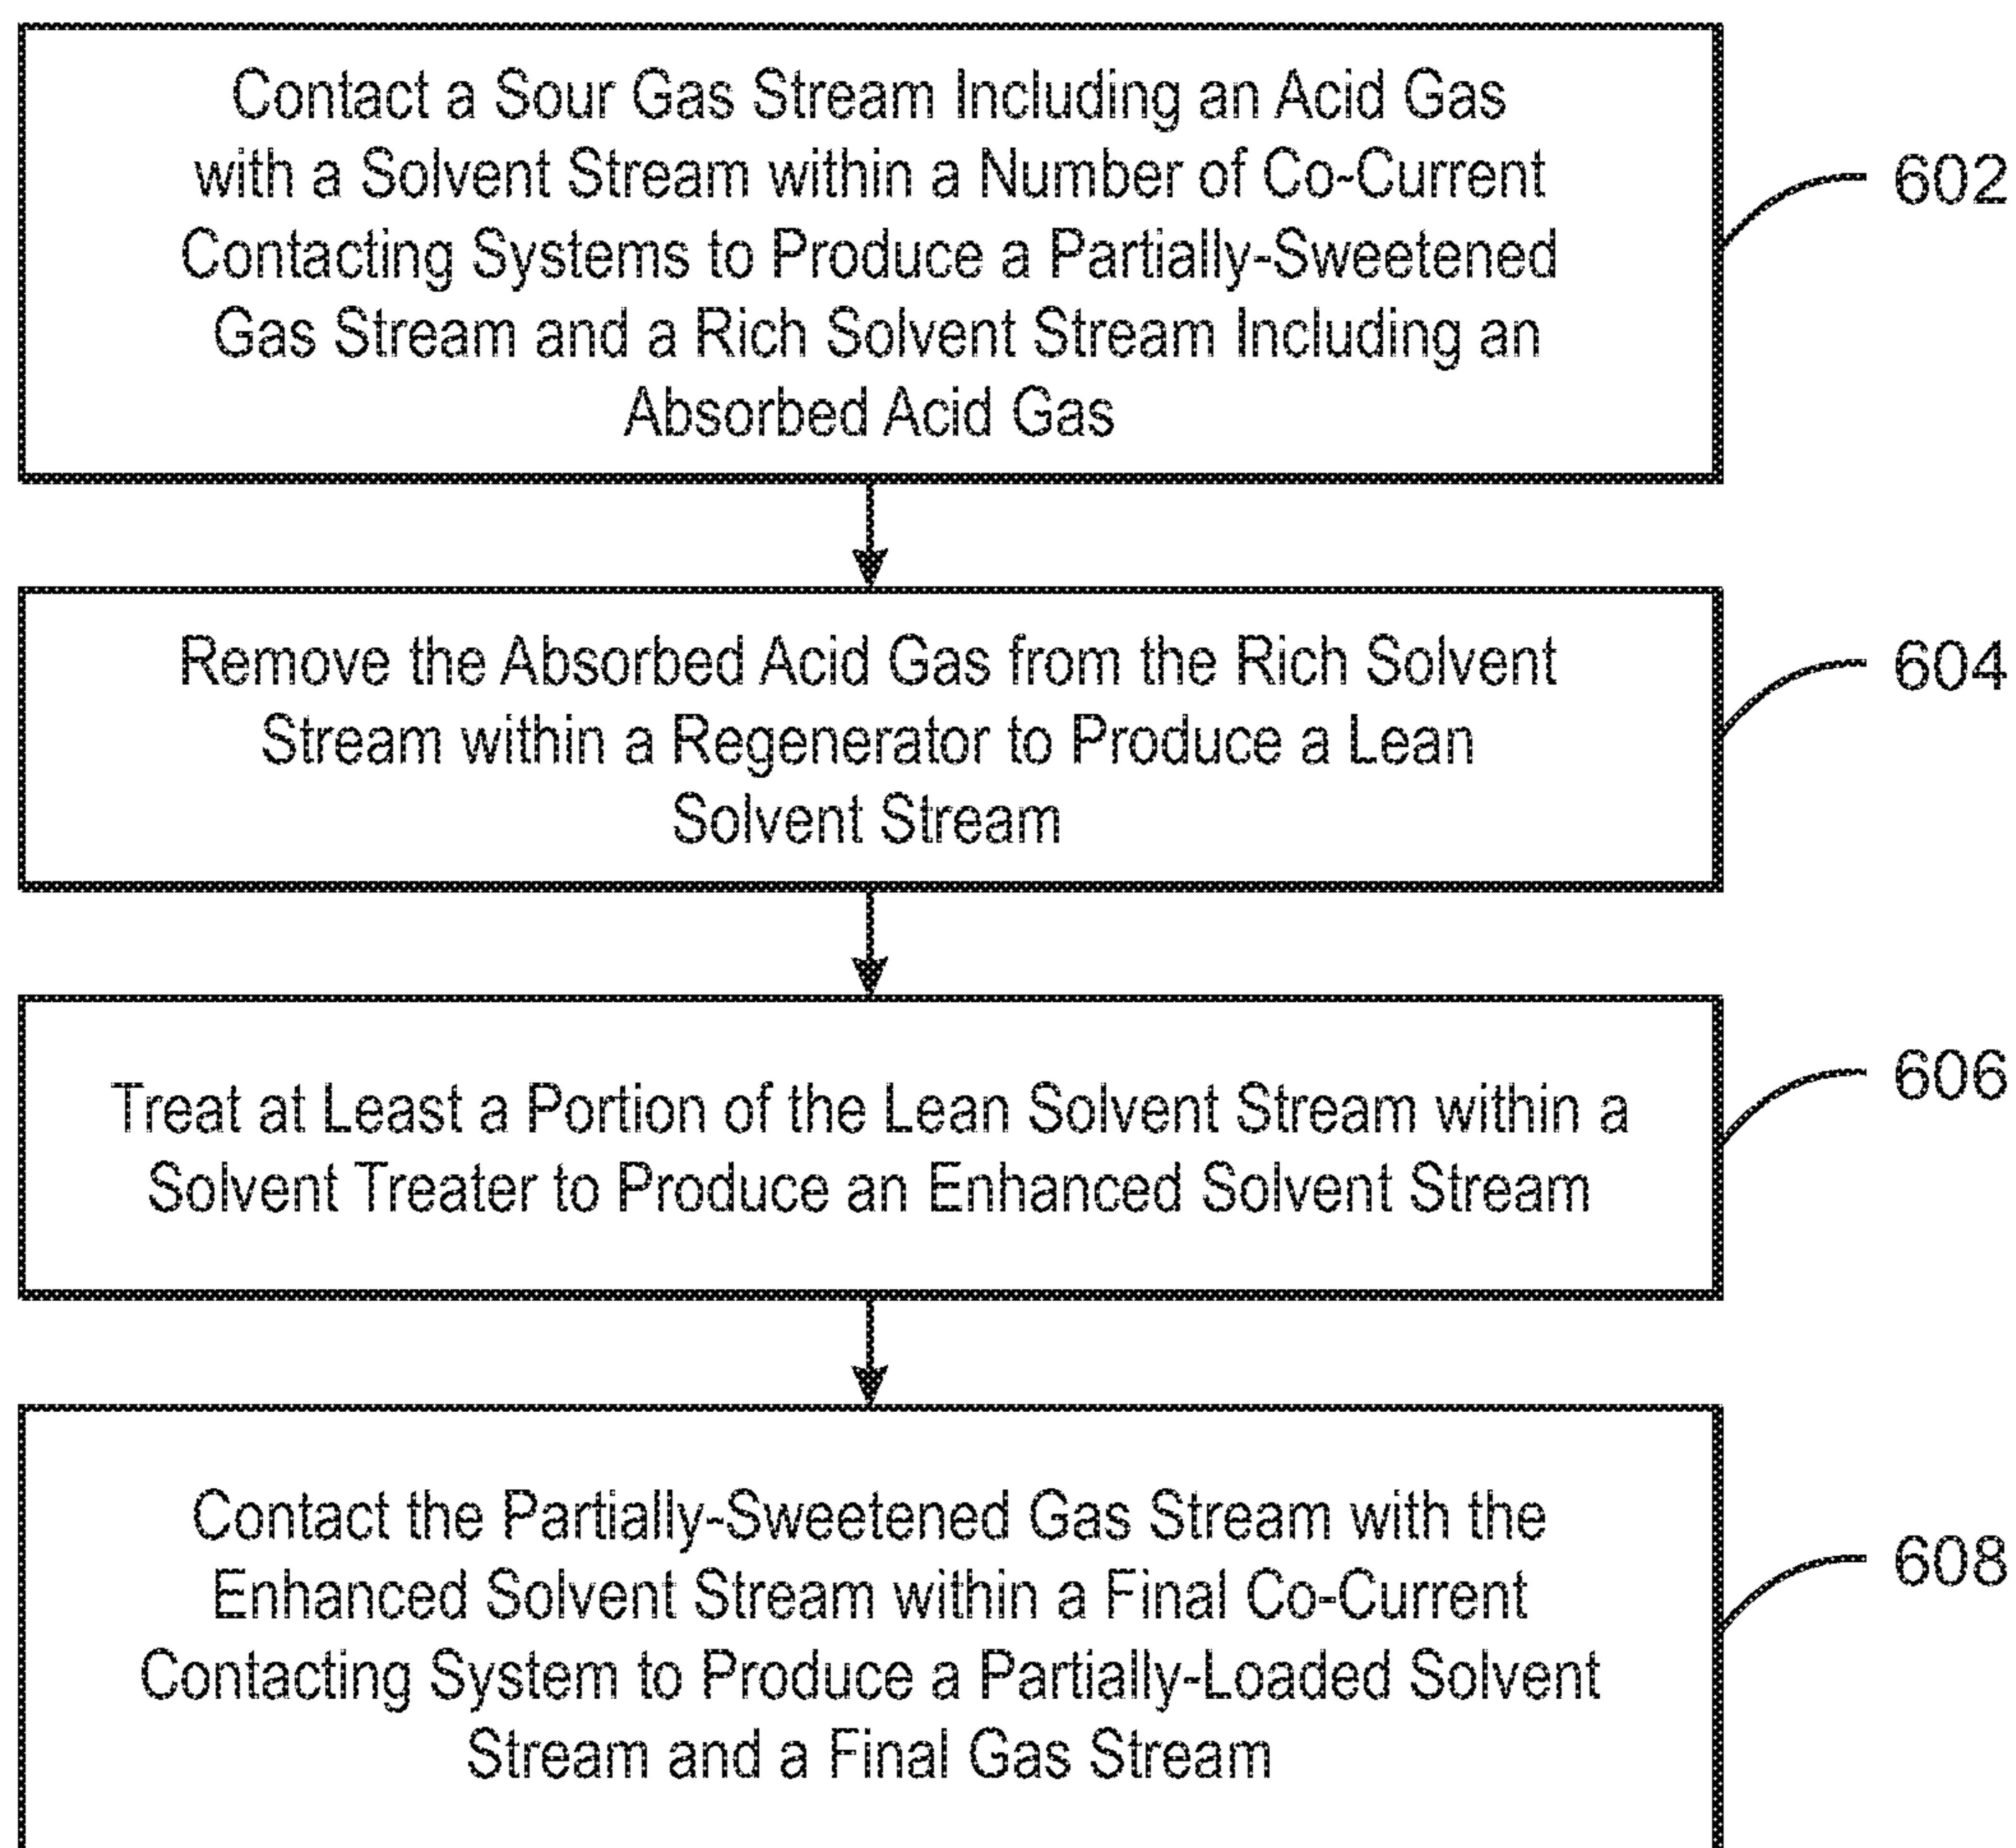 Contact a Sour Gas Stream Including an Acid Gas
with a Solvent Stream within a Number of Co-Current
Contacting Systems to Produce a Partially-Sweetened
Gas Stream and a Rich Solvent Stream Including an
Absorbed Acid Gas
602
Remove the Absorbed Acid Gas from the Rich Solvent
Stream within a Regenerator to Produce a Lean
Solvent Stream
604
Treat at Least a Portion of the Lean Solvent Stream within a
Solvent Treater to Produce an Enhanced Solvent Stream
606
Contact the Partially-Sweetened Gas Stream with the
Enhanced Solvent Stream within a Final Co-Current
Contacting System to Produce a Partially-Loaded Solvent
Stream and a Final Gas Stream
608